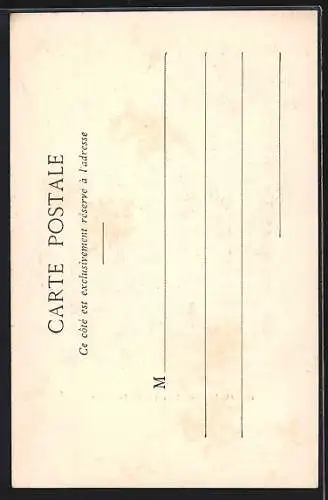 CARTE POSTALE
Ce côté est exclusivement réservé à l'adresse
M